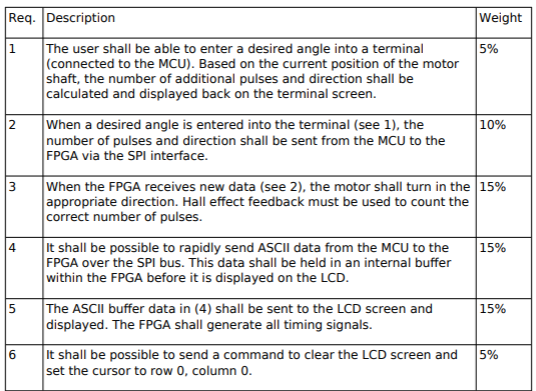 Req. Description Weight
1 The user shall be able to enter a desired angle into a terminal 5%
(connected to the MCU). Based on the current position of the motor
shaft, the number of additional pulses and direction shall be
calculated and displayed back on the terminal screen.
2 When a desired angle is entered into the terminal (see 1), the 10%
number of pulses and direction shall be sent from the MCU to the
FPGA via the SPI interface.
3 When the FPGA receives new data (see 2), the motor shall turn in the 15%
appropriate direction. Hall effect feedback must be used to count the
correct number of pulses.
4 It shall be possible to rapidly send ASCII data from the MCU to the 15%
FPGA over the SPI bus. This data shall be held in an internal buffer
within the FPGA before it is displayed on the LCD.
5 The ASCII buffer data in (4) shall be sent to the LCD screen and 15%
displayed. The FPGA shall generate all timing signals.
6 It shall be possible to send a command to clear the LCD screen and 5%
set the cursor to row 0, column 0.